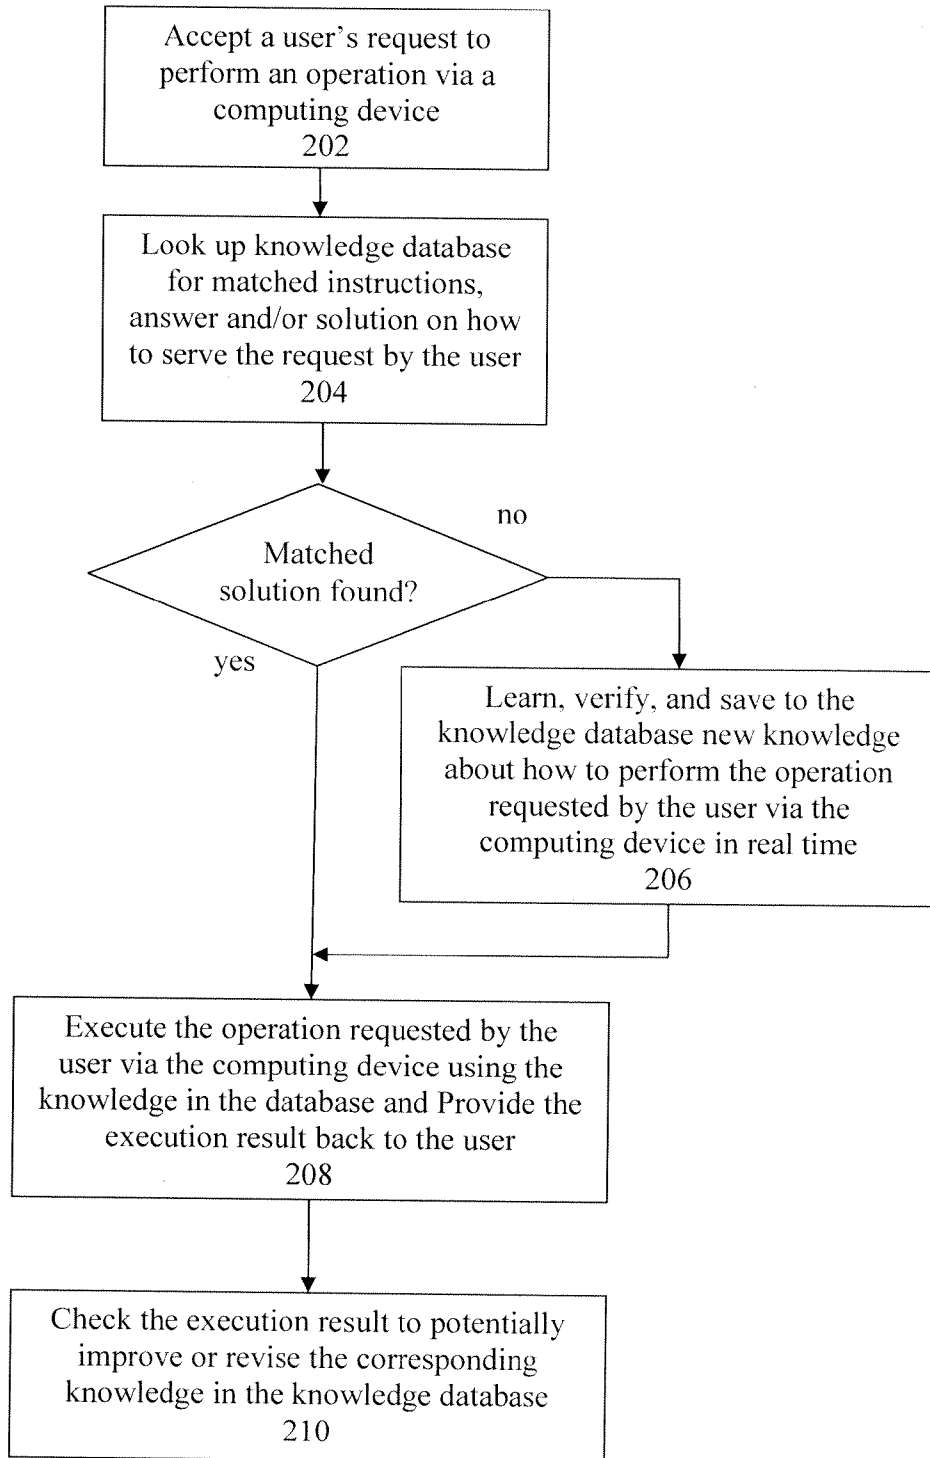 Accept a user's request to
perform an operation via a
computing device
202
Look up knowledge database
for matched instructions,
answer and/or solution on how
to serve the request by the user
204
no
Matched
solution found?
yes
Learn, verify, and save to the
knowledge database new knowledge
about how to perform the operation
requested by the user via the
computing device in real time
206
Execute the operation requested by the
user via the computing device using the
knowledge in the database and Provide the
execution result back to the user
208
Check the execution result to potentially
improve or revise the corresponding
knowledge in the knowledge database
210